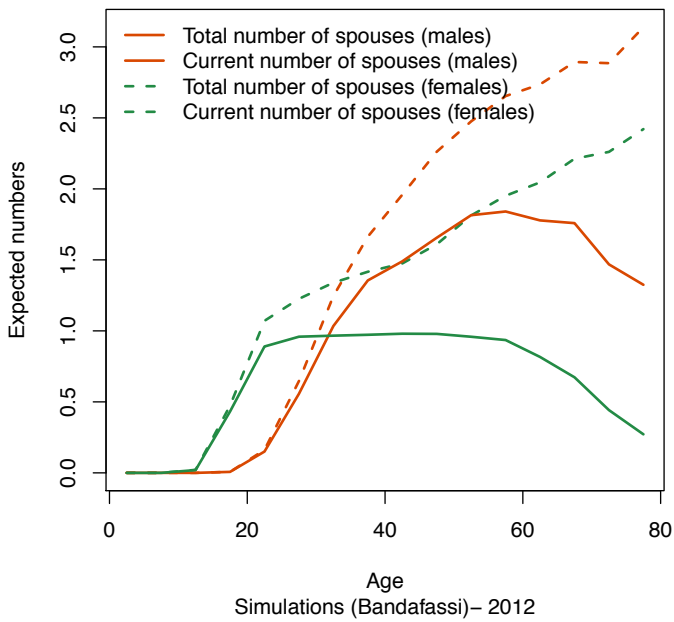 Total number of spouses (males)
Current number of spouses (males)
Total number of spouses (females)
Current number of spouses (females)
Expected numbers
3.0
2.5
2.0
1.5
1.0
0.5
0.0
0 20 40 60 80
Age
Simulations (Bandafassi)− 2012